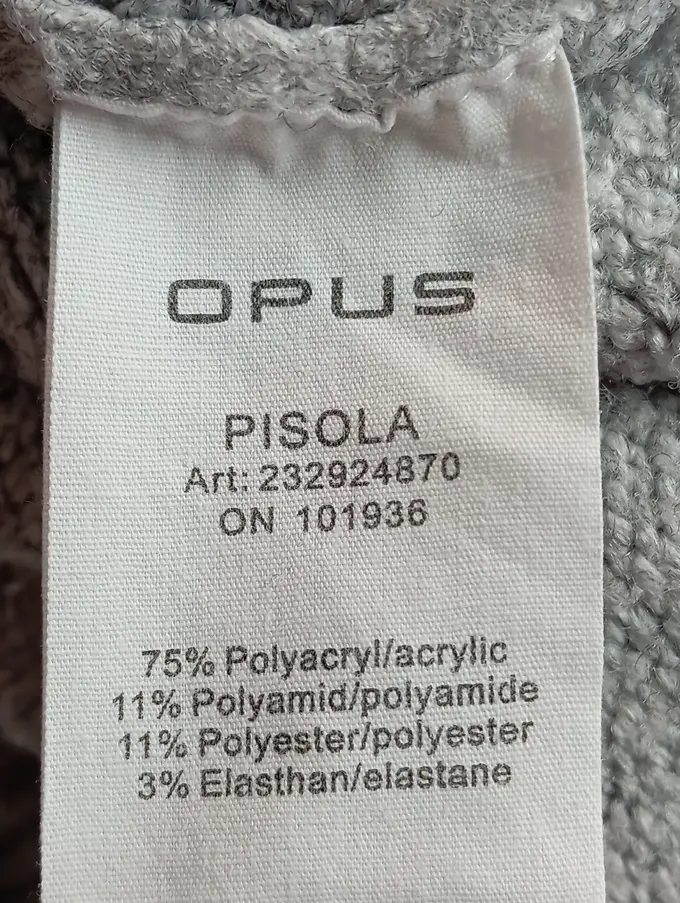 OPUS
PISOLA
Art: 232924870
ON 101936
75% Polyacryl/acrylic
11% Polyamid/polyamide
11% Polyester/polyester
3% Elasthan/elastane